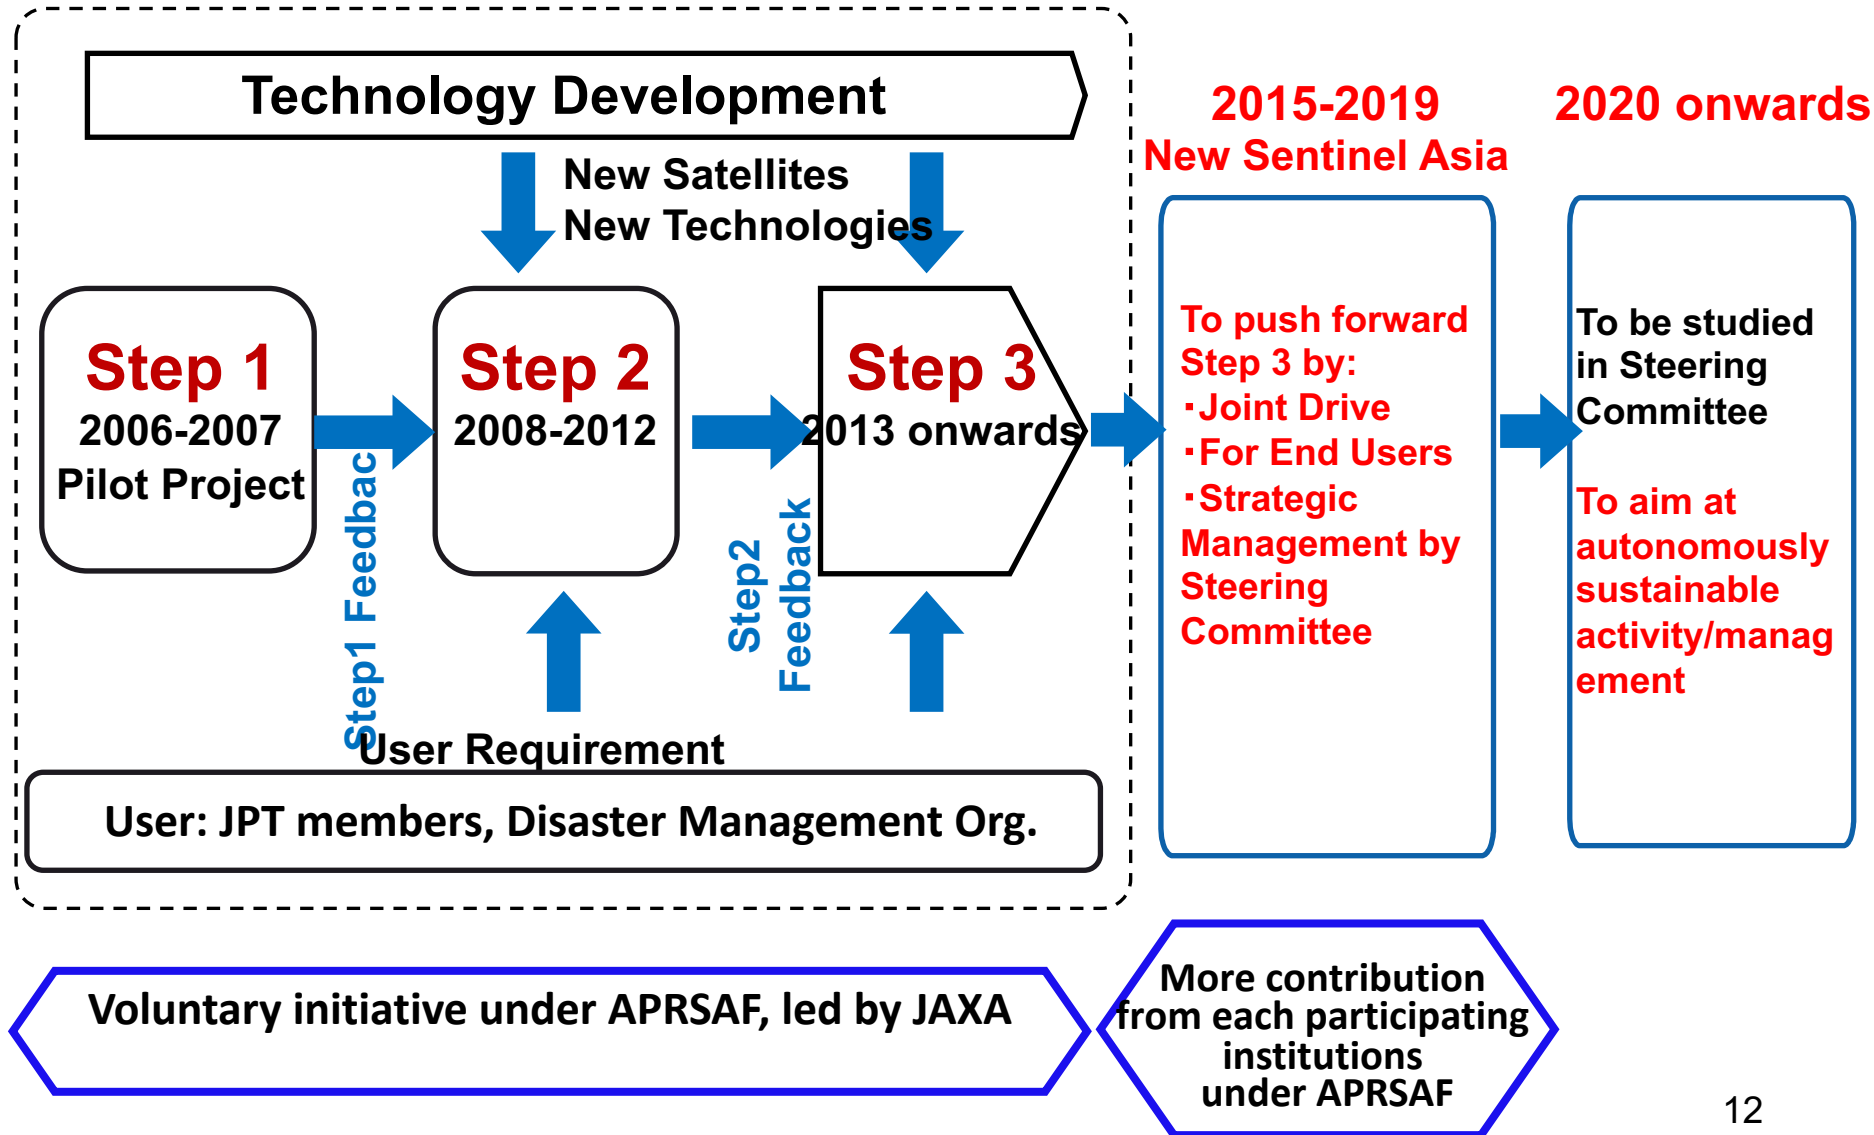 Technology Development
New Satellites
New Technologies
2015-2019
New Sentinel Asia
2020 onwards
Step 1
2006-2007
Pilot Project
Step1 Feedbac
Step 2
2008-2012
Step2
Feedback
Step 3
2013 onwards
To push forward
Step 3 by:
・Joint Drive
・For End Users
・Strategic
Management by
Steering
Committee
To be studied
in Steering
Committee
To aim at
autonomously
sustainable
activity/manag
ement
User Requirement
User: JPT members, Disaster Management Org.
Voluntary initiative under APRSAF, led by JAXA
More contribution
from each participating
institutions
under APRSAF
12